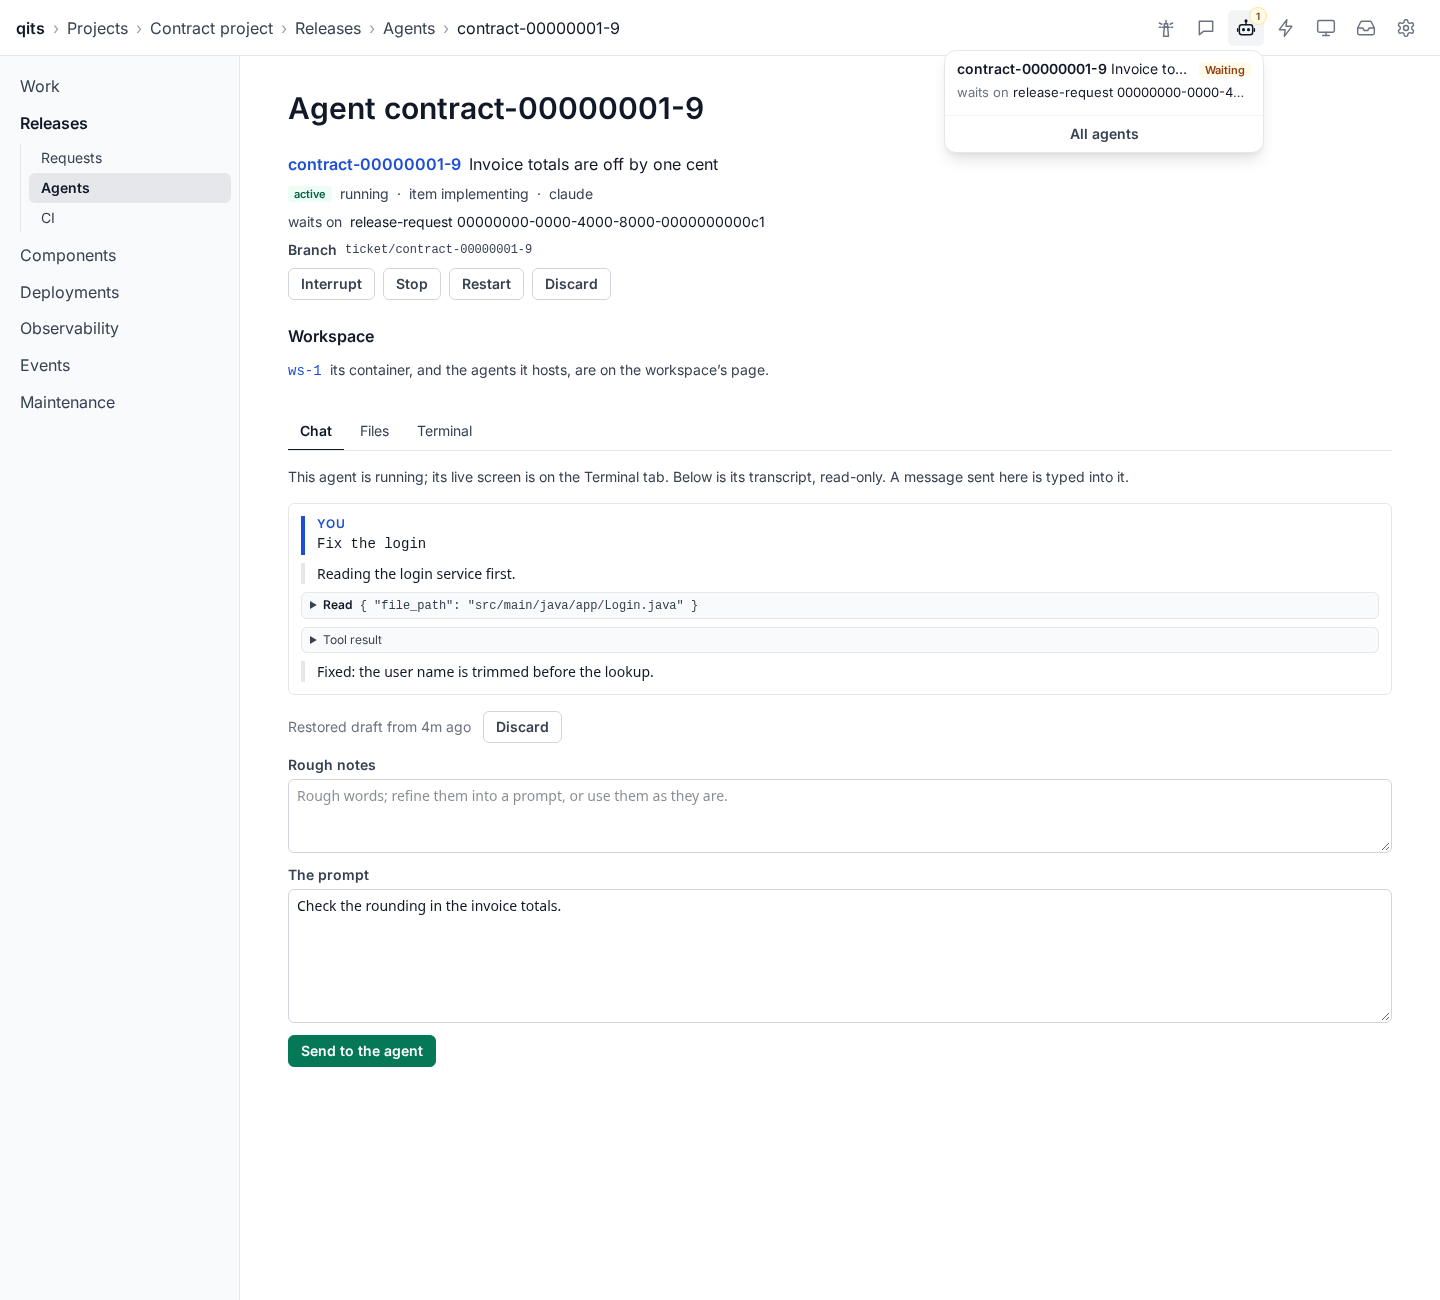 qits › Projects › Contract project › Releases › Agents › contract-00000001-9
1
contract-00000001-9 Invoice to... Waiting
waits on release-request 00000000-0000-4...
All agents
Work
Releases
Requests
Agents
CI
Components
Deployments
Observability
Events
Maintenance
Agent contract-00000001-9
contract-00000001-9 Invoice totals are off by one cent
active running · item implementing · claude
waits on release-request 00000000-0000-4000-8000-0000000000c1
Branch ticket/contract-00000001-9
Interrupt Stop Restart Discard
Workspace
ws-1 its container, and the agents it hosts, are on the workspace’s page.
Chat Files Terminal
This agent is running; its live screen is on the Terminal tab. Below is its transcript, read-only. A message sent here is typed into it.
YOU
Fix the login
Reading the login service first.
Read { "file_path": "src/main/java/app/Login.java" }
Tool result
Fixed: the user name is trimmed before the lookup.
Restored draft from 4m ago Discard
Rough notes
Rough words; refine them into a prompt, or use them as they are.
The prompt
Check the rounding in the invoice totals.
Send to the agent